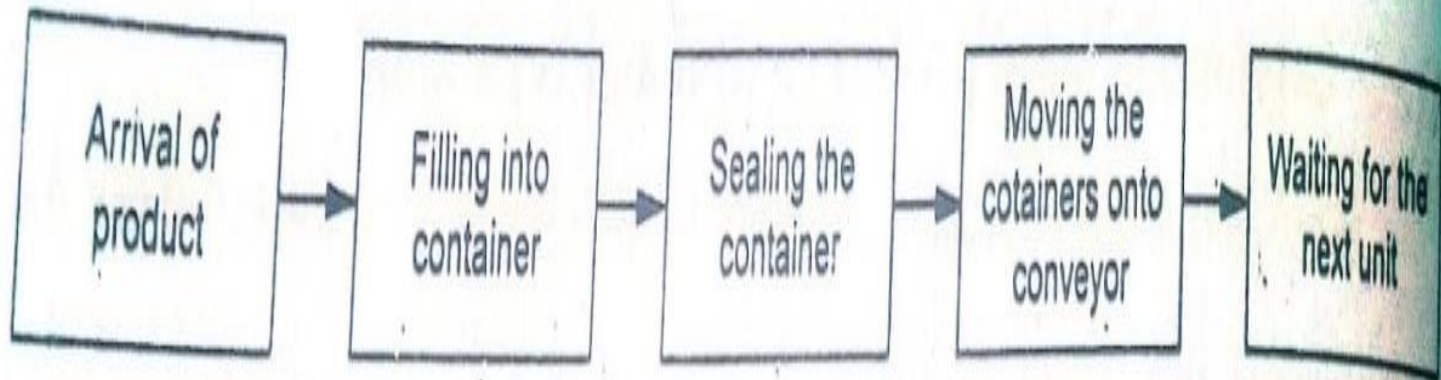 Arrival of
product
Filling into
container
Sealing the
container
Moving the
cotainers onto
conveyor
Waiting for the
next unit